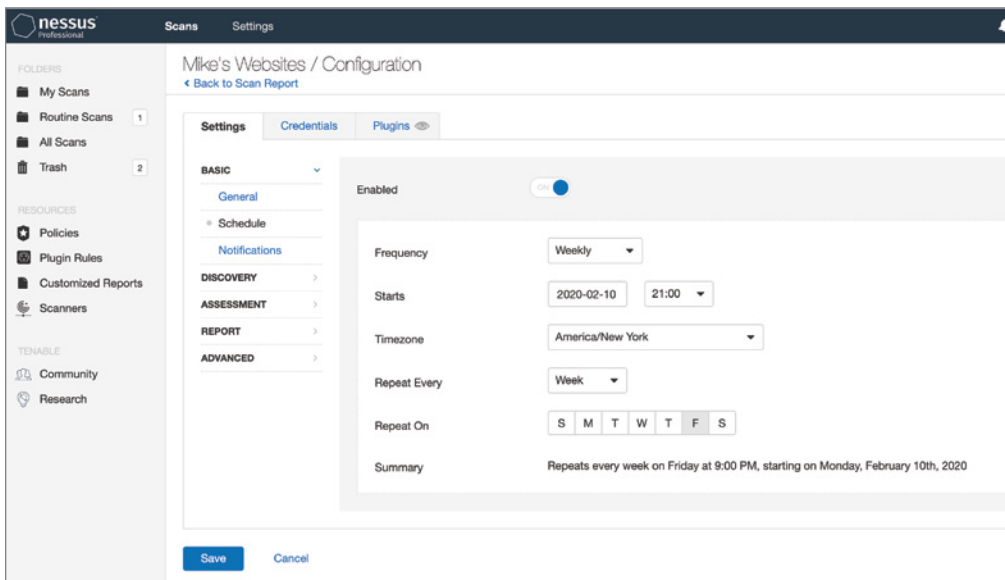 nessus
Professional
Scans Settings
FOLDERS
My Scans
Routine Scans 1
All Scans
Trash 2
RESOURCES
Policies
Plugin Rules
Customized Reports
Scanners
TENABLE
Community
Research
Mike's Websites / Configuration
Back to Scan Report
Settings Credentials Plugins
BASIC
General
Schedule
Notifications
DISCOVERY
ASSESSMENT
REPORT
ADVANCED
Enabled ON
Frequency Weekly
Starts 2020-02-10 21:00
Timezone America/New York
Repeat Every Week
Repeat On S M T W T F S
Summary Repeats every week on Friday at 9:00 PM, starting on Monday, February 10th, 2020
Save Cancel